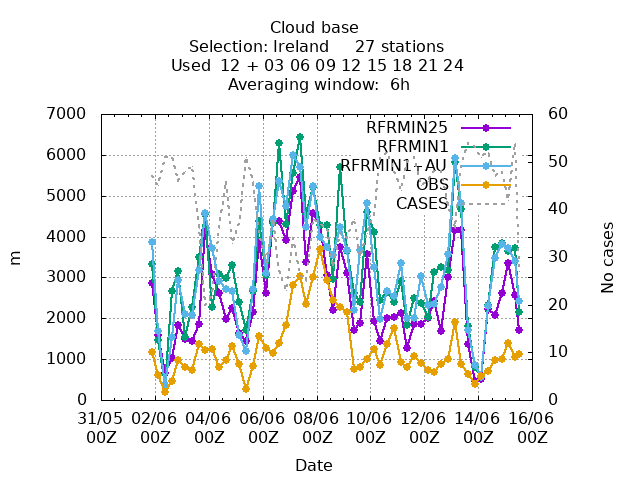 Cloud base
Selection: Ireland     27 stations
Used  12 + 03 06 09 12 15 18 21 24
Averaging window:  6h
7000
6000
5000
4000
3000
2000
1000
0
m
60
50
40
30
20
10
0
No cases
RFRMIN25
RFRMIN1
RFRMIN1_AU
OBS
CASES
31/05 02/06 04/06 06/06 08/06 10/06 12/06 14/06 16/06
00Z 00Z 00Z 00Z 00Z 00Z 00Z 00Z 00Z
Date